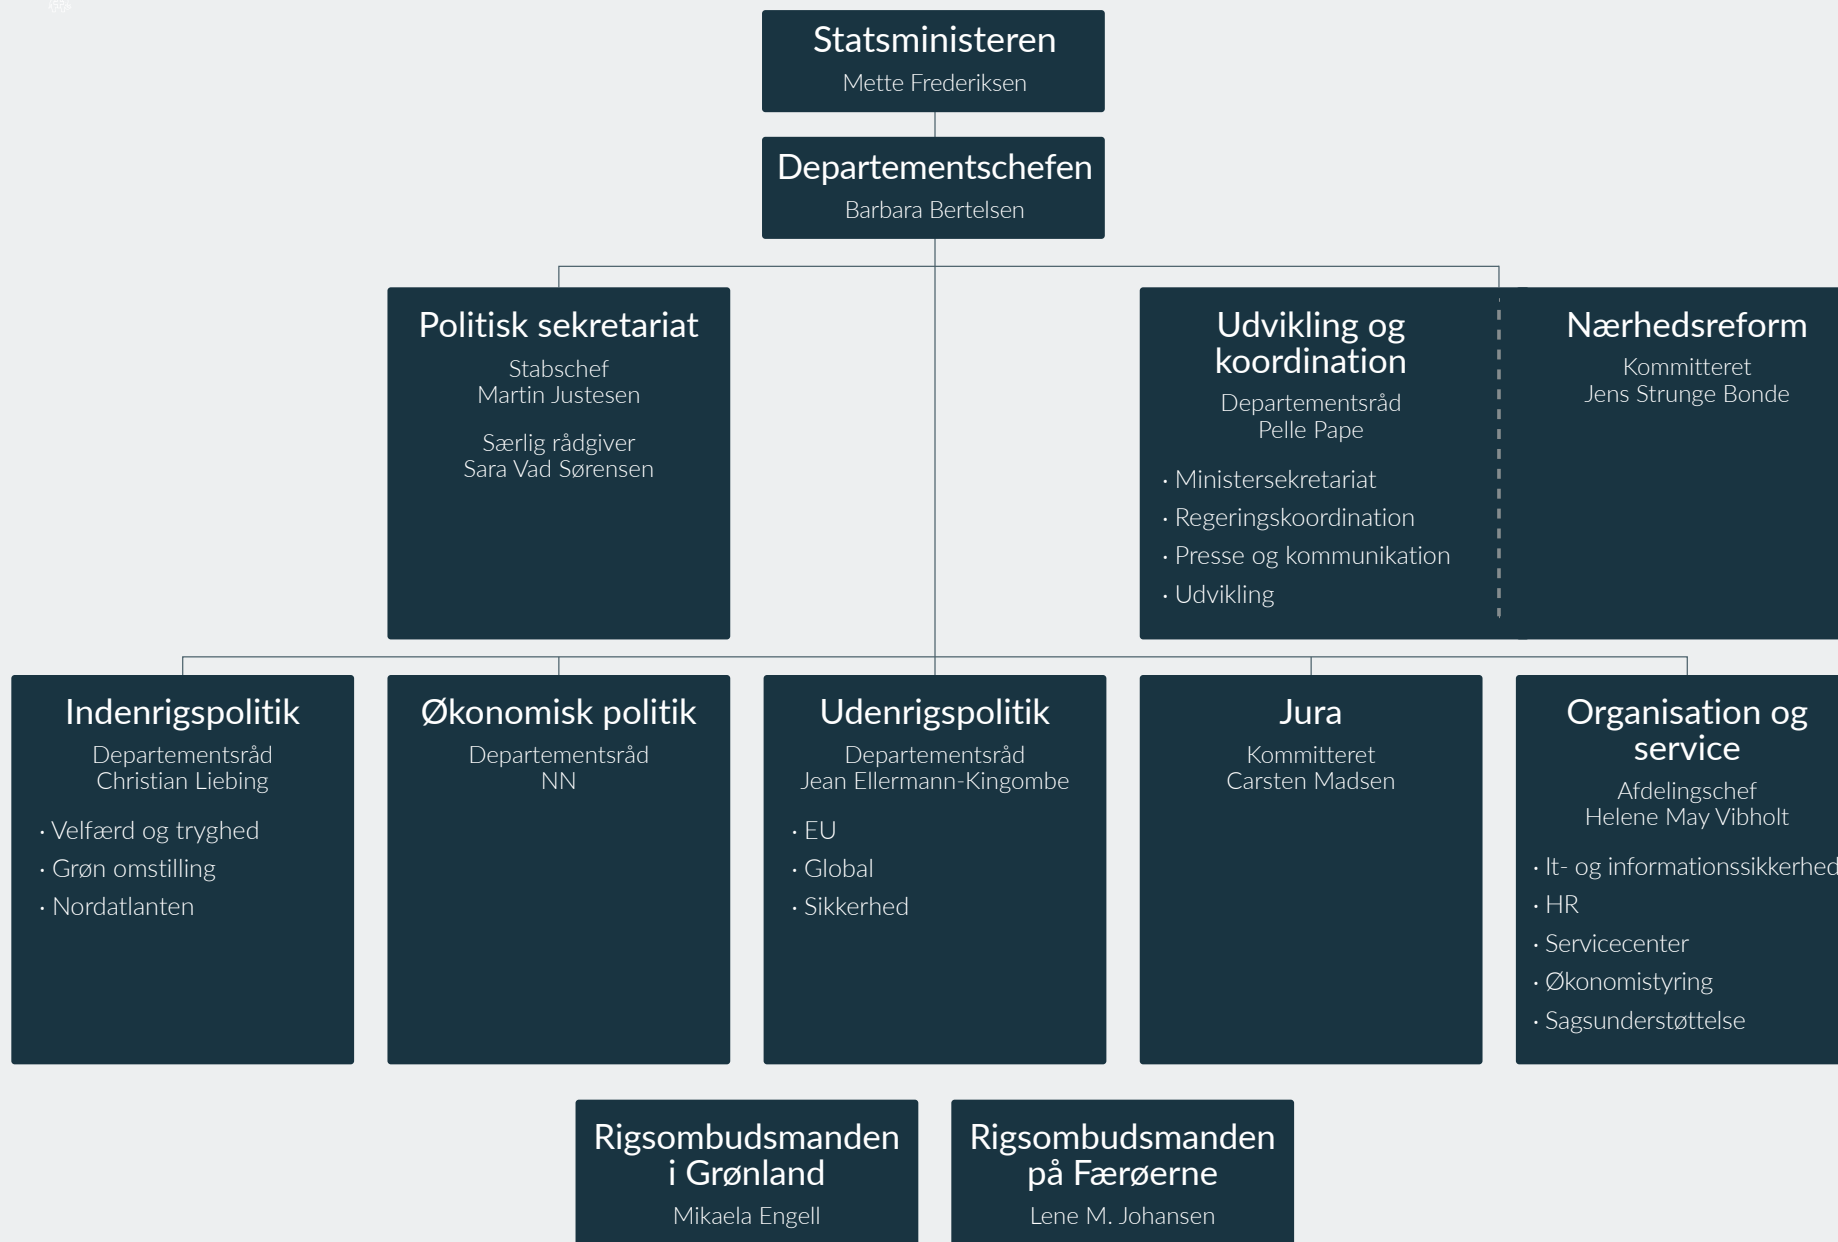 Statsministeren
Mette Frederiksen
Departementschefen
Barbara Bertelsen
Politisk sekretariat
Stabschef
Martin Justesen
Særlig rådgiver
Sara Vad Sørensen
Udvikling og
koordination
Departementsråd
Pelle Pape
· Ministersekretariat
· Regeringskoordination
· Presse og kommunikation
· Udvikling
Nærhedsreform
Kommitteret
Jens Strunge Bonde
Indenrigspolitik
Departementsråd
Christian Liebing
· Velfærd og tryghed
· Grøn omstilling
· Nordatlanten
Økonomisk politik
Departementsråd
NN
Udenrigspolitik
Departementsråd
Jean Ellermann-Kingombe
· EU
· Global
· Sikkerhed
Jura
Kommitteret
Carsten Madsen
Organisation og
service
Afdelingschef
Helene May Vibholt
· It- og informationssikkerhed
· HR
· Servicecenter
· Økonomistyring
· Sagsunderstøttelse
Rigsombudsmanden
i Grønland
Mikaela Engell
Rigsombudsmanden
på Færøerne
Lene M. Johansen